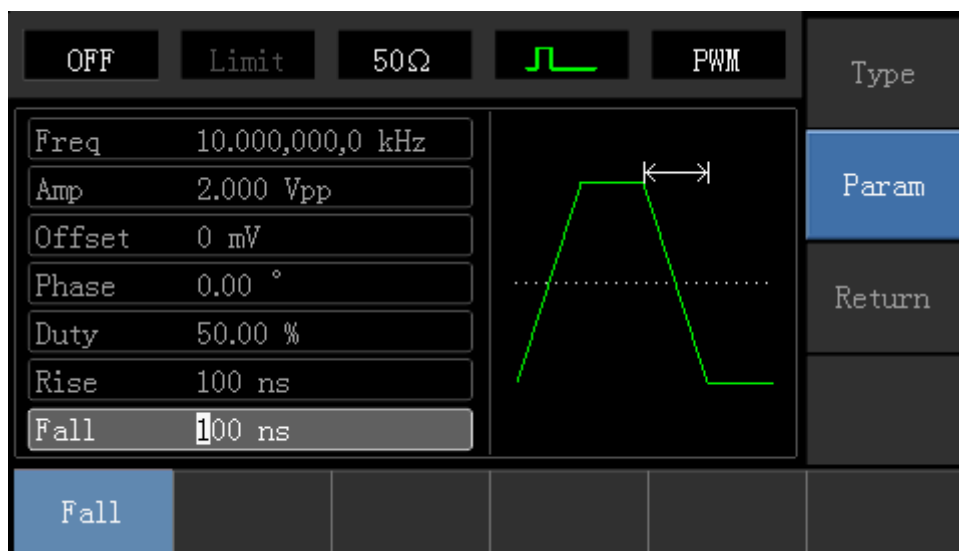 OFF Limit 50Ω PWM
Type
Freq 10.000,000,0 kHz
Amp 2.000 Vpp
Param
Offset 0 mV
Phase 0.00 °
Return
Duty 50.00 %
Rise 100 ns
Fall 100 ns
Fall